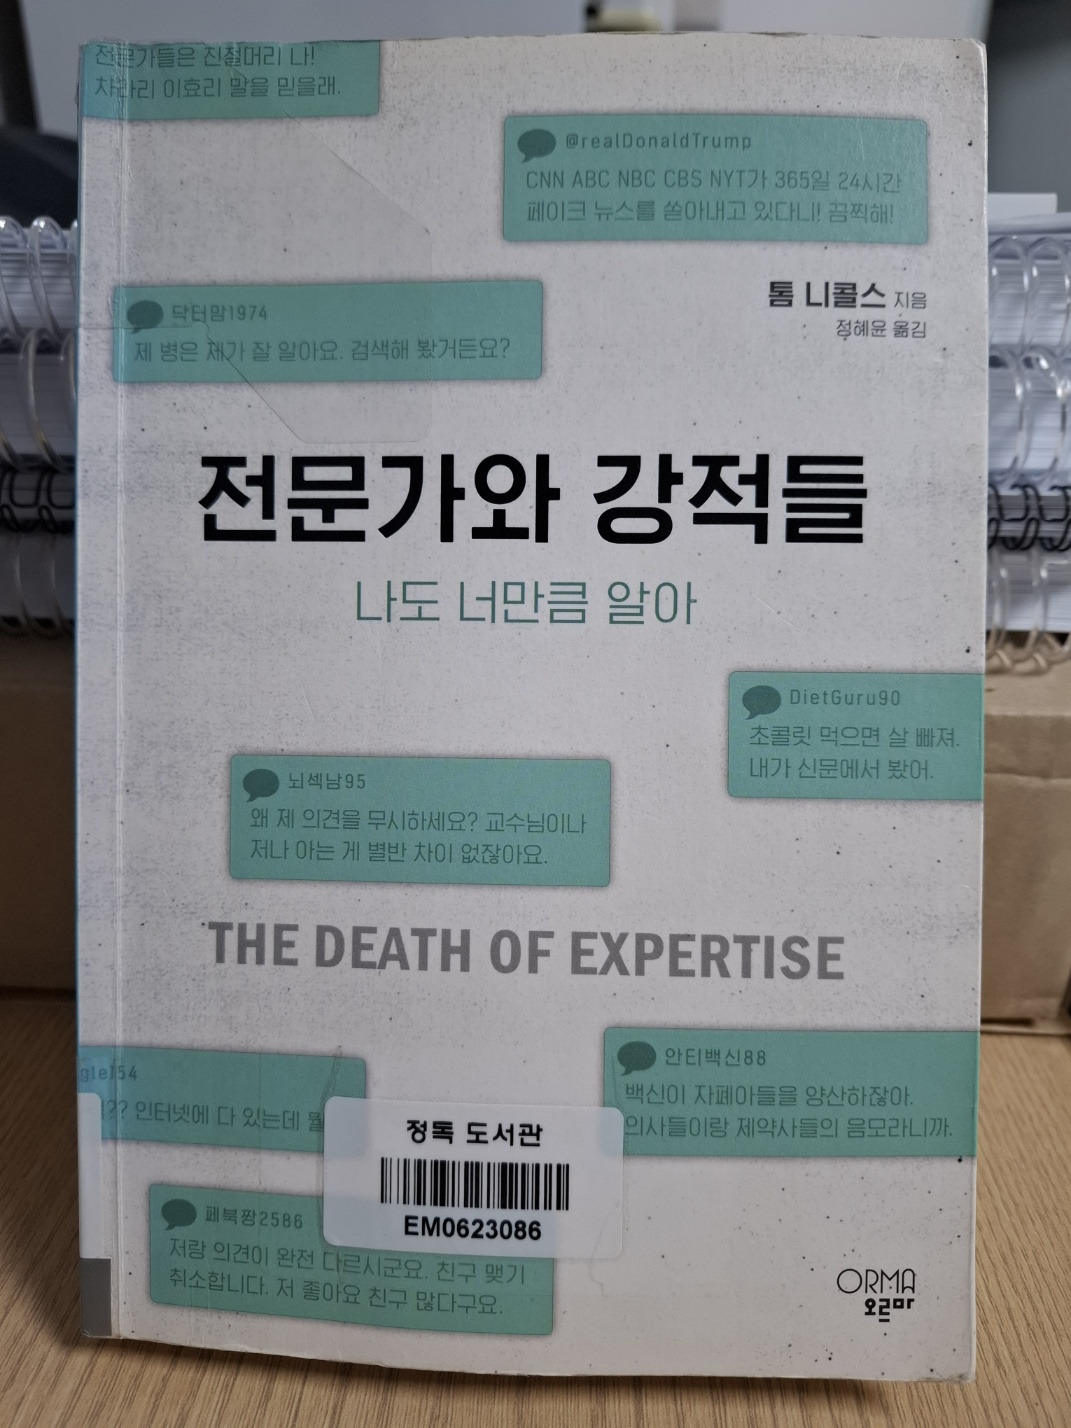 전문가들은 진절머리 나!
차라리 이효리 말을 믿을래.
@realDonaldTrump
CNN ABC NBC CBS NYT가 365일 24시간
페이크 뉴스를 쏟아내고 있다니! 끔찍해!
톰 니콜스 지음
정혜윤 옮김
닥터맘1974
제 병은 제가 잘 알아요. 검색해 봤거든요?
전문가와 강적들
나도 너만큼 알아
DietGuru90
초콜릿 먹으면 살 빠져.
내가 신문에서 봤어.
뇌섹남95
왜 제 의견을 무시하세요? 교수님이나
저나 아는 게 별반 차이 없잖아요.
THE DEATH OF EXPERTISE
gle154
?? 인터넷에 다 있는데 뭘
안티백신88
백신이 자폐아들을 양산하잖아.
의사들이랑 제약사들의 음모라니까.
정독 도서관
EM0623086
페북짱2586
저랑 의견이 완전 다르시군요. 친구 맺기
취소합니다. 저 좋아요 친구 많다구요.
ORMA
오르마